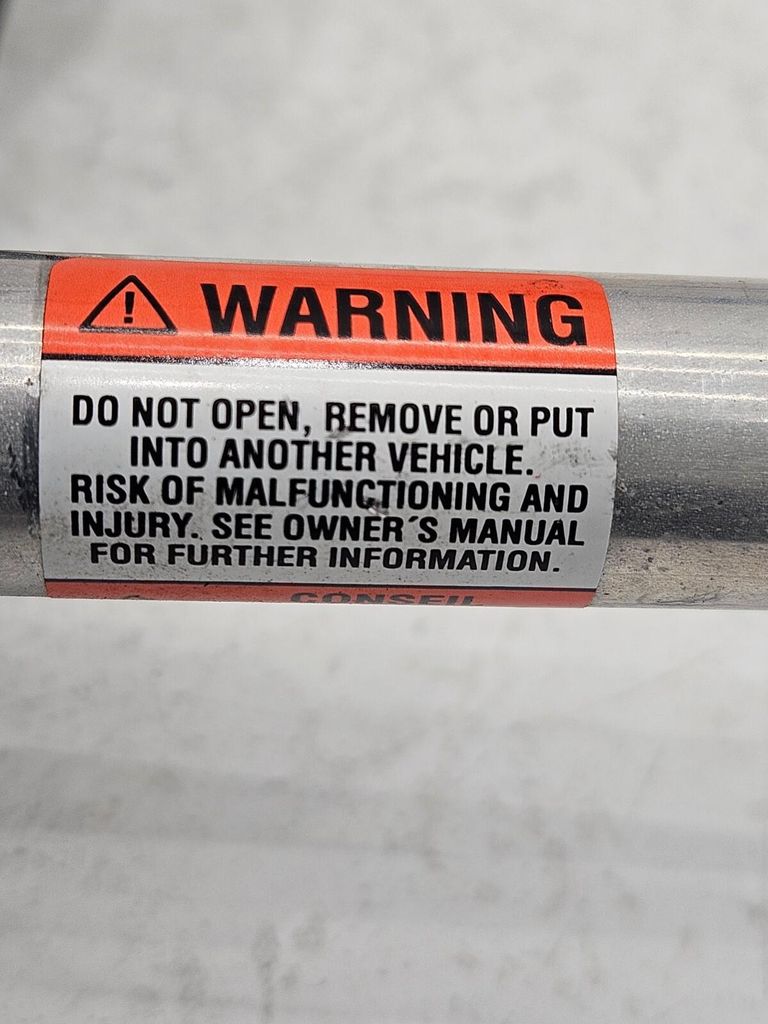 WARNING
DO NOT OPEN, REMOVE OR PUT
INTO ANOTHER VEHICLE.
RISK OF MALFUNCTIONING AND
INJURY. SEE OWNER´S MANUAL
FOR FURTHER INFORMATION.
CONSEIL